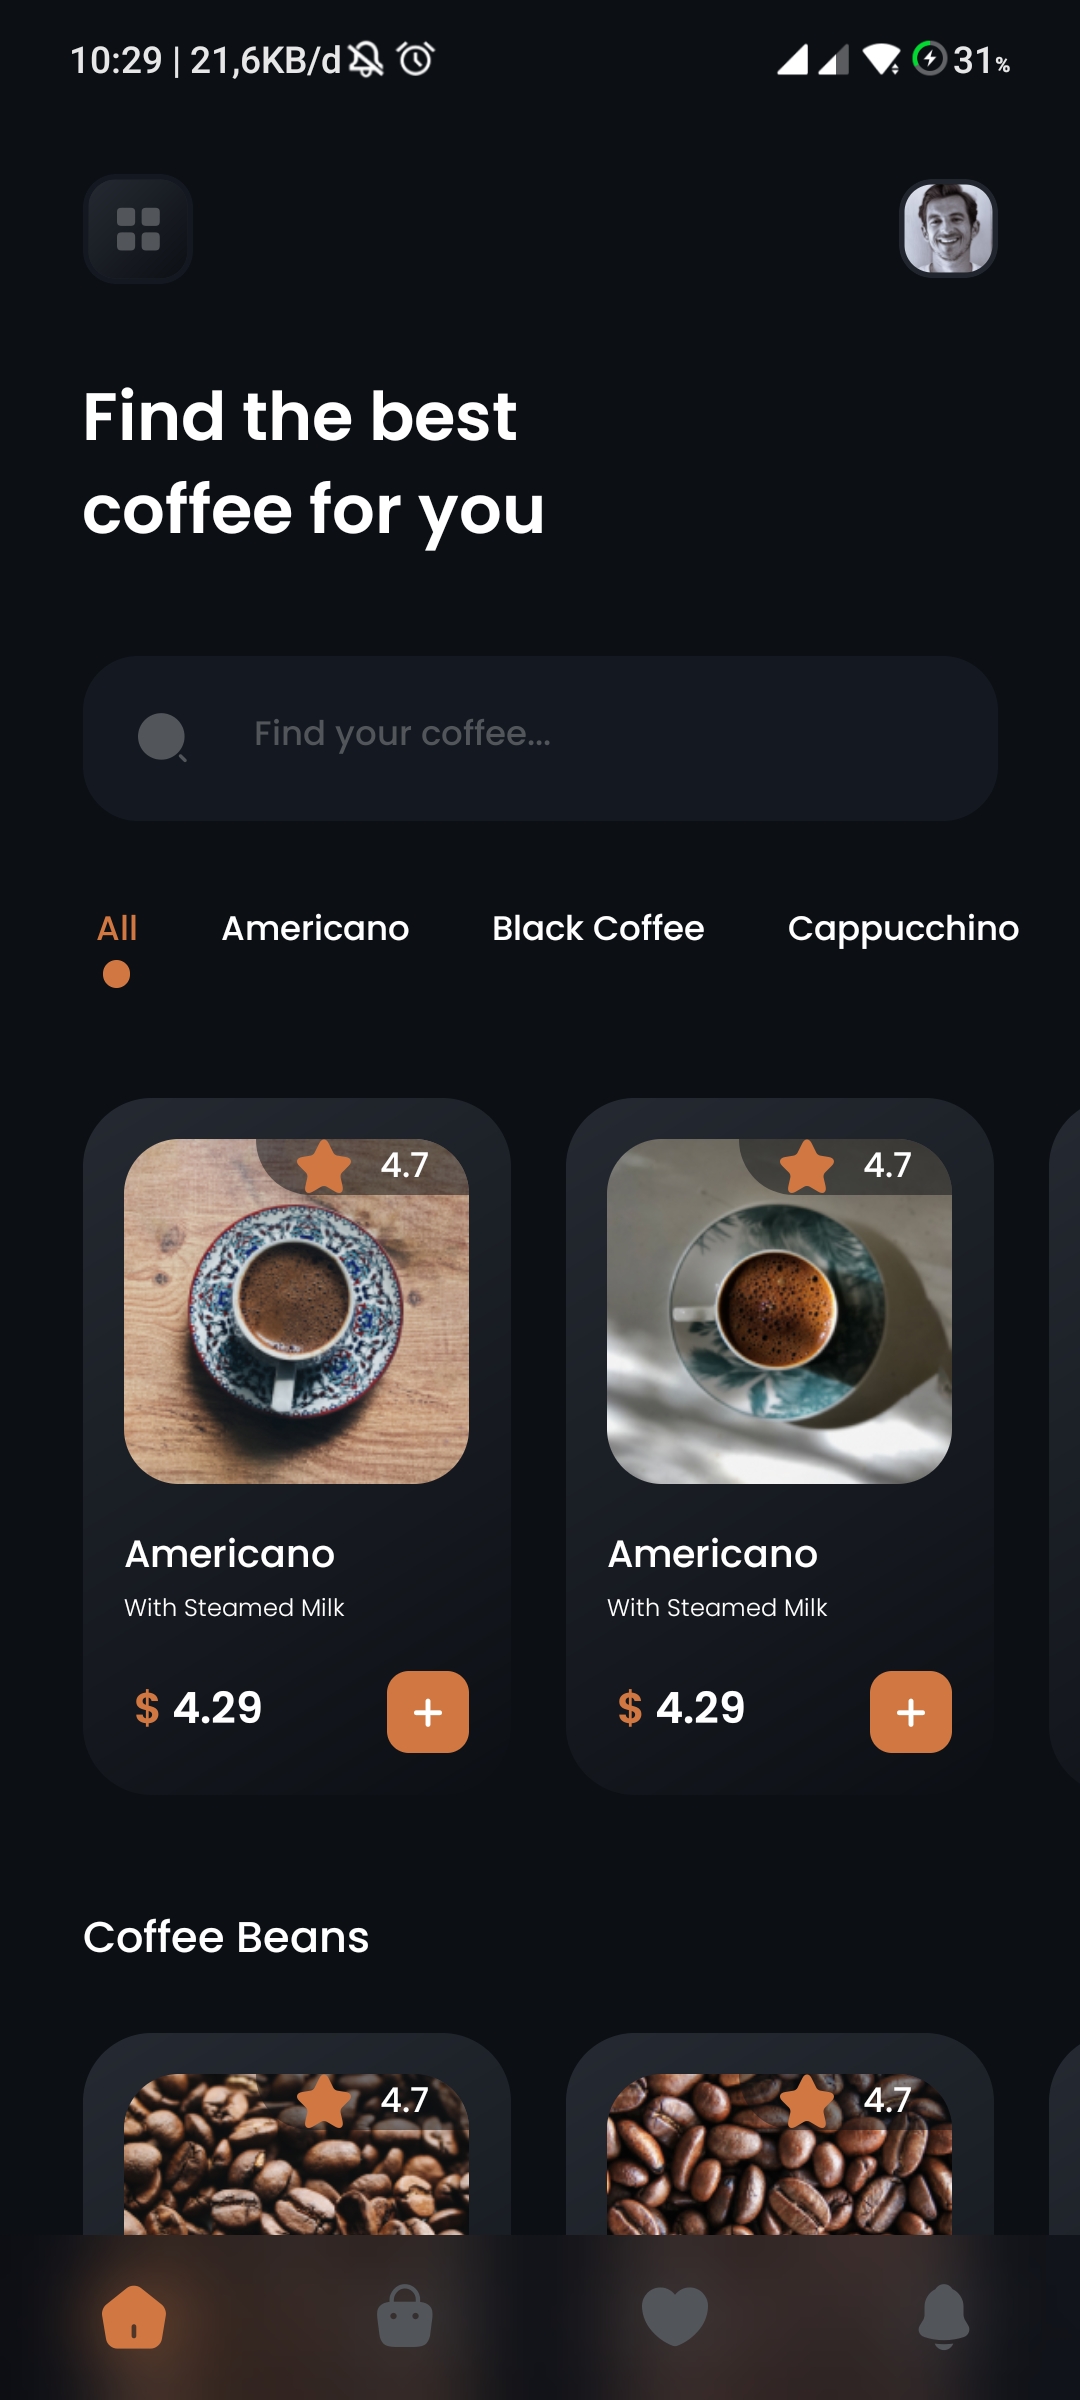 10:29 | 21,6KB/d 31%
Find the best
coffee for you
Find your coffee...
All Americano Black Coffee Cappucchino
4.7 4.7
Americano Americano
With Steamed Milk With Steamed Milk
$ 4.29 + $ 4.29 +
Coffee Beans
4.7 4.7